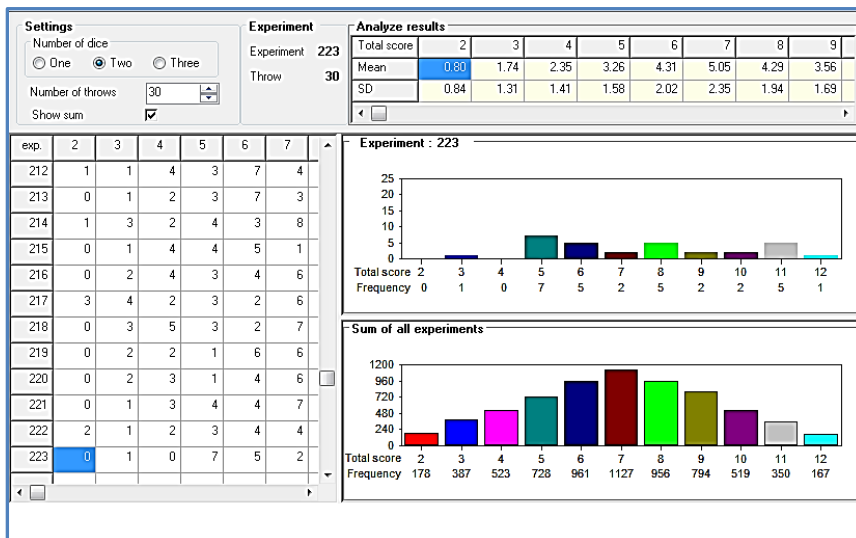 Settings
Number of dice
One Two Three
Number of throws 30
Show sum
Experiment
Experiment 223
Throw 30
Analyze results
Total score 2 3 4 5 6 7 8 9
Mean 0.80 1.74 2.35 3.26 4.31 5.05 4.29 3.56
SD 0.84 1.31 1.41 1.58 2.02 2.35 1.94 1.69
exp. 2 3 4 5 6 7
212 1 1 4 3 7 4
213 0 1 2 3 7 3
214 1 3 2 4 3 8
215 0 1 4 4 5 1
216 0 2 4 3 4 6
217 3 4 2 3 2 6
218 0 3 5 3 2 7
219 0 2 2 1 6 6
220 0 2 3 1 4 6
221 0 1 3 4 4 7
222 2 1 2 3 4 4
223 0 1 0 7 5 2
Experiment : 223
25
20
15
10
5
0
Total score 2 3 4 5 6 7 8 9 10 11 12
Frequency 0 1 0 7 5 2 5 2 2 5 1
Sum of all experiments
1200
960
720
480
240
0
Total score 2 3 4 5 6 7 8 9 10 11 12
Frequency 178 387 523 728 961 1127 956 794 519 350 167